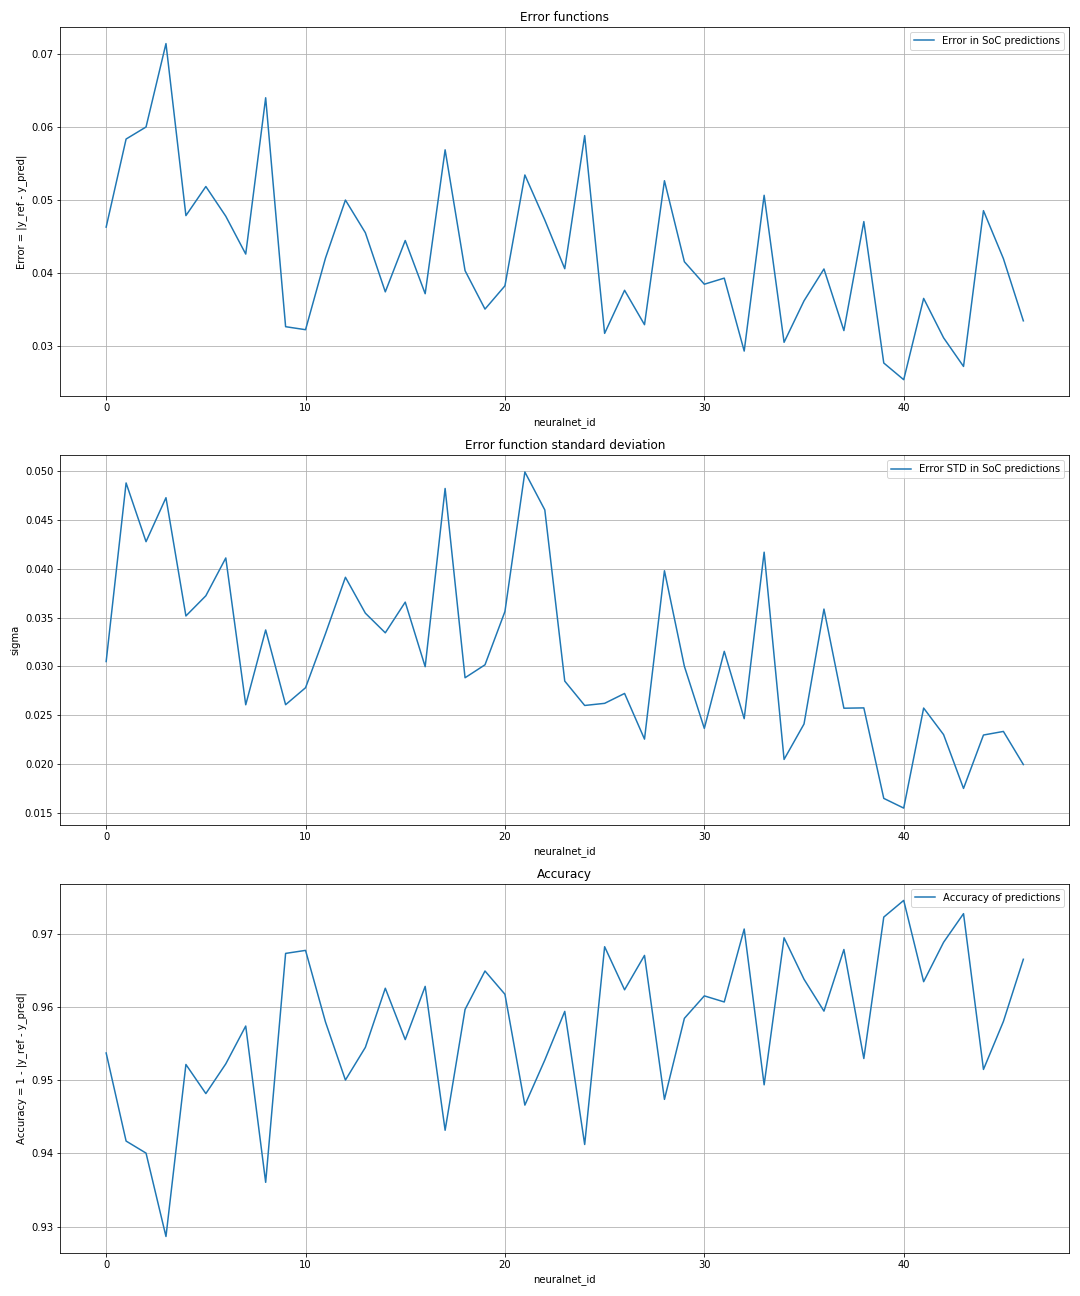 Error functions
Error in SoC predictions
0.07
0.06
0.05
0.04
0.03
Error = |y_ref - y_pred|
0 10 20 30 40
neuralnet_id
Error function standard deviation
Error STD in SoC predictions
0.050
0.045
0.040
0.035
0.030
0.025
0.020
0.015
sigma
0 10 20 30 40
neuralnet_id
Accuracy
Accuracy of predictions
0.97
0.96
0.95
0.94
0.93
Accuracy = 1 - |y_ref - y_pred|
0 10 20 30 40
neuralnet_id